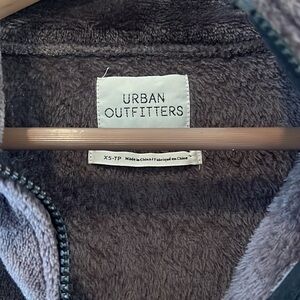 URBAN
OUTFITTERS
XS-TP Made in China / Fabriqué en Chine